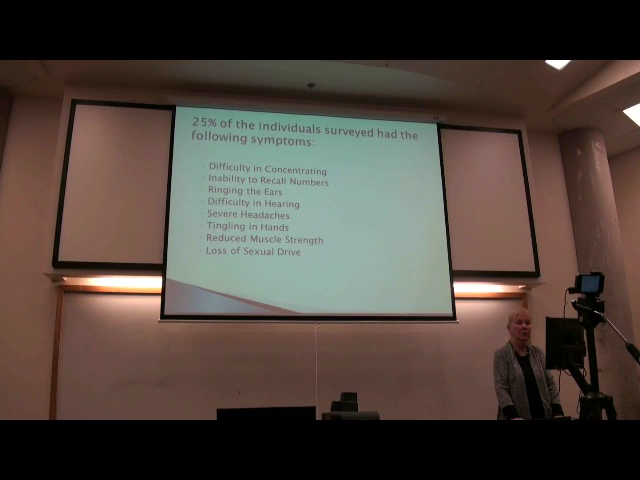 25% of the individuals surveyed had the
following symptoms:
Difficulty in Concentrating
Inability to Recall Numbers
Ringing the Ears
Difficulty in Hearing
Severe Headaches
Tingling in Hands
Reduced Muscle Strength
Loss of Sexual Drive